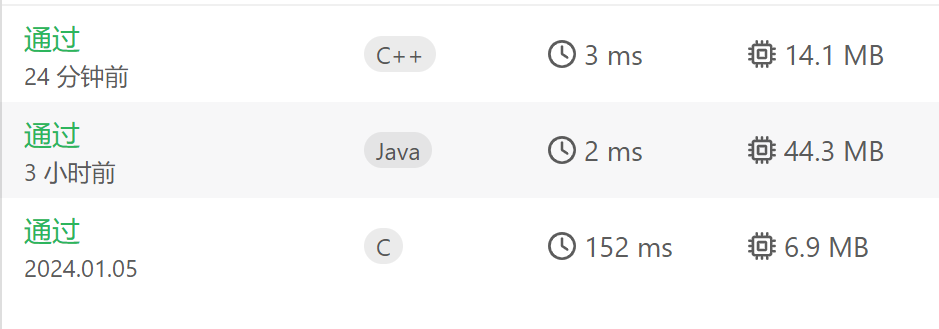 通过
24 分钟前
C++
3 ms
14.1 MB
通过
3 小时前
Java
2 ms
44.3 MB
通过
2024.01.05
C
152 ms
6.9 MB